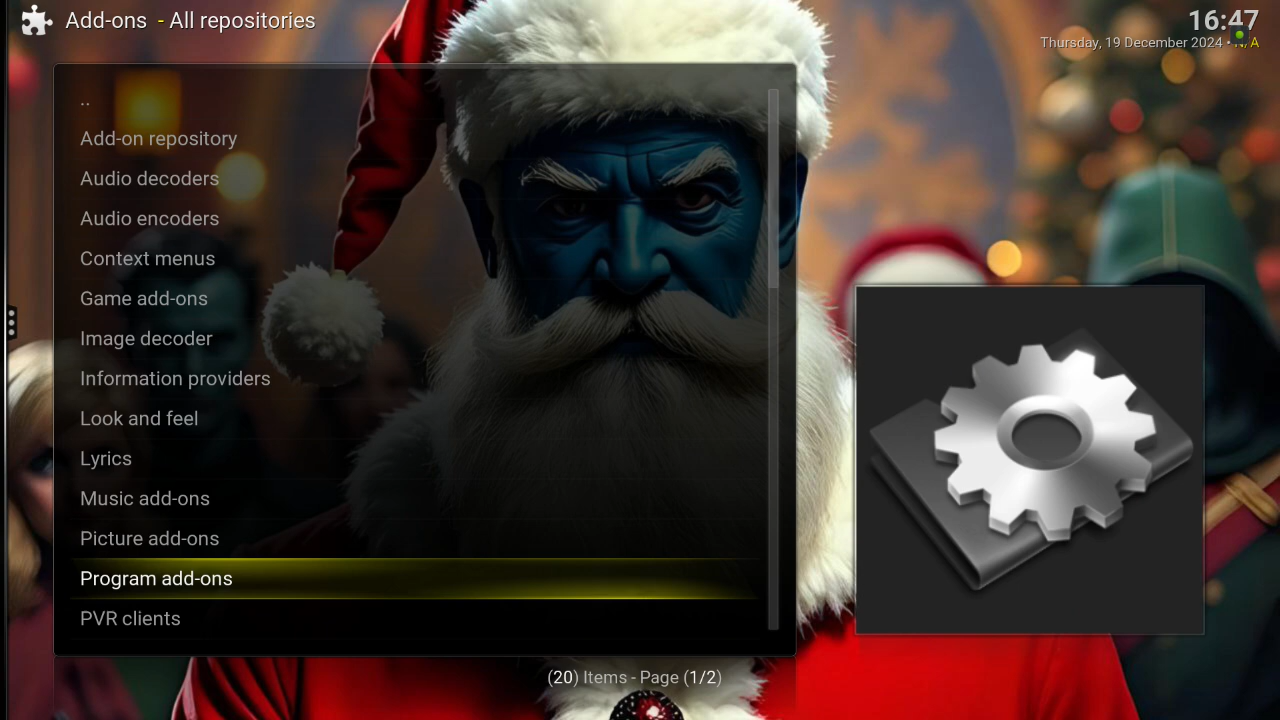 Add-ons - All repositories
16:47
Thursday, 19 December 2024 • N/A
..
Add-on repository
Audio decoders
Audio encoders
Context menus
Game add-ons
Image decoder
Information providers
Look and feel
Lyrics
Music add-ons
Picture add-ons
Program add-ons
PVR clients
(20) Items - Page (1/2)